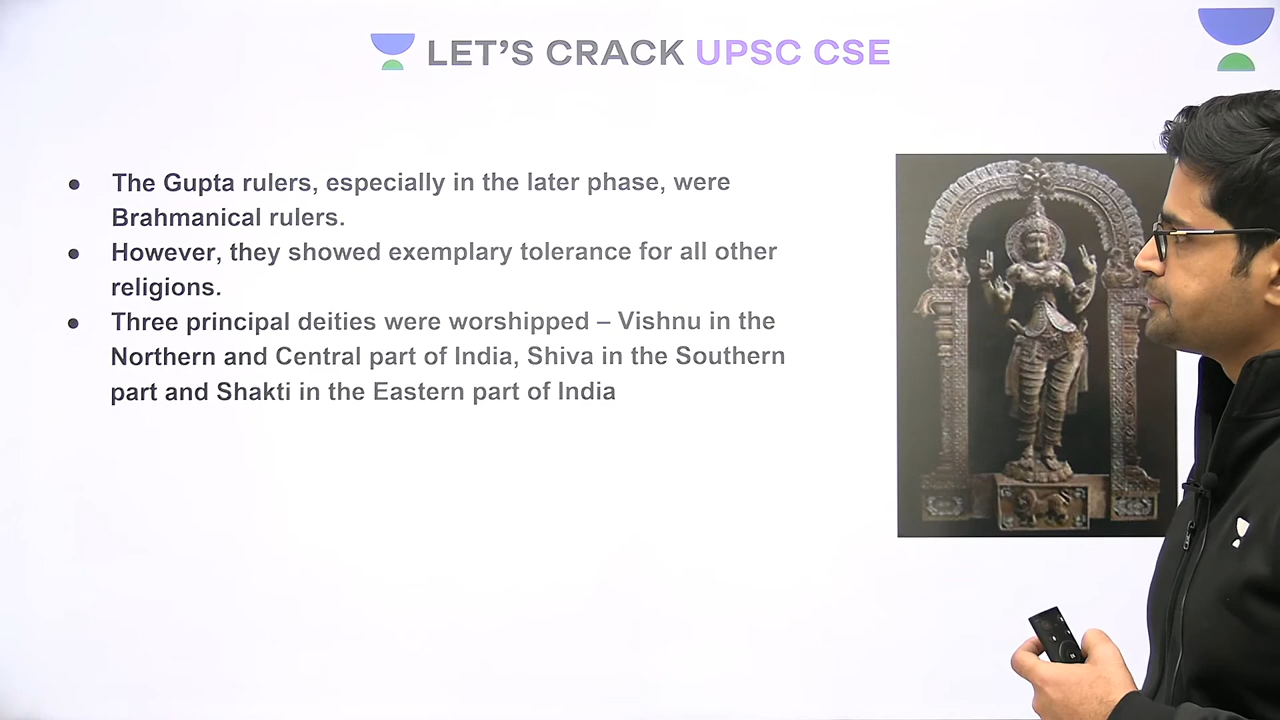 LET'S CRACK UPSC CSE
● The Gupta rulers, especially in the later phase, were
Brahmanical rulers.
● However, they showed exemplary tolerance for all other
religions.
● Three principal deities were worshipped – Vishnu in the
Northern and Central part of India, Shiva in the Southern
part and Shakti in the Eastern part of India